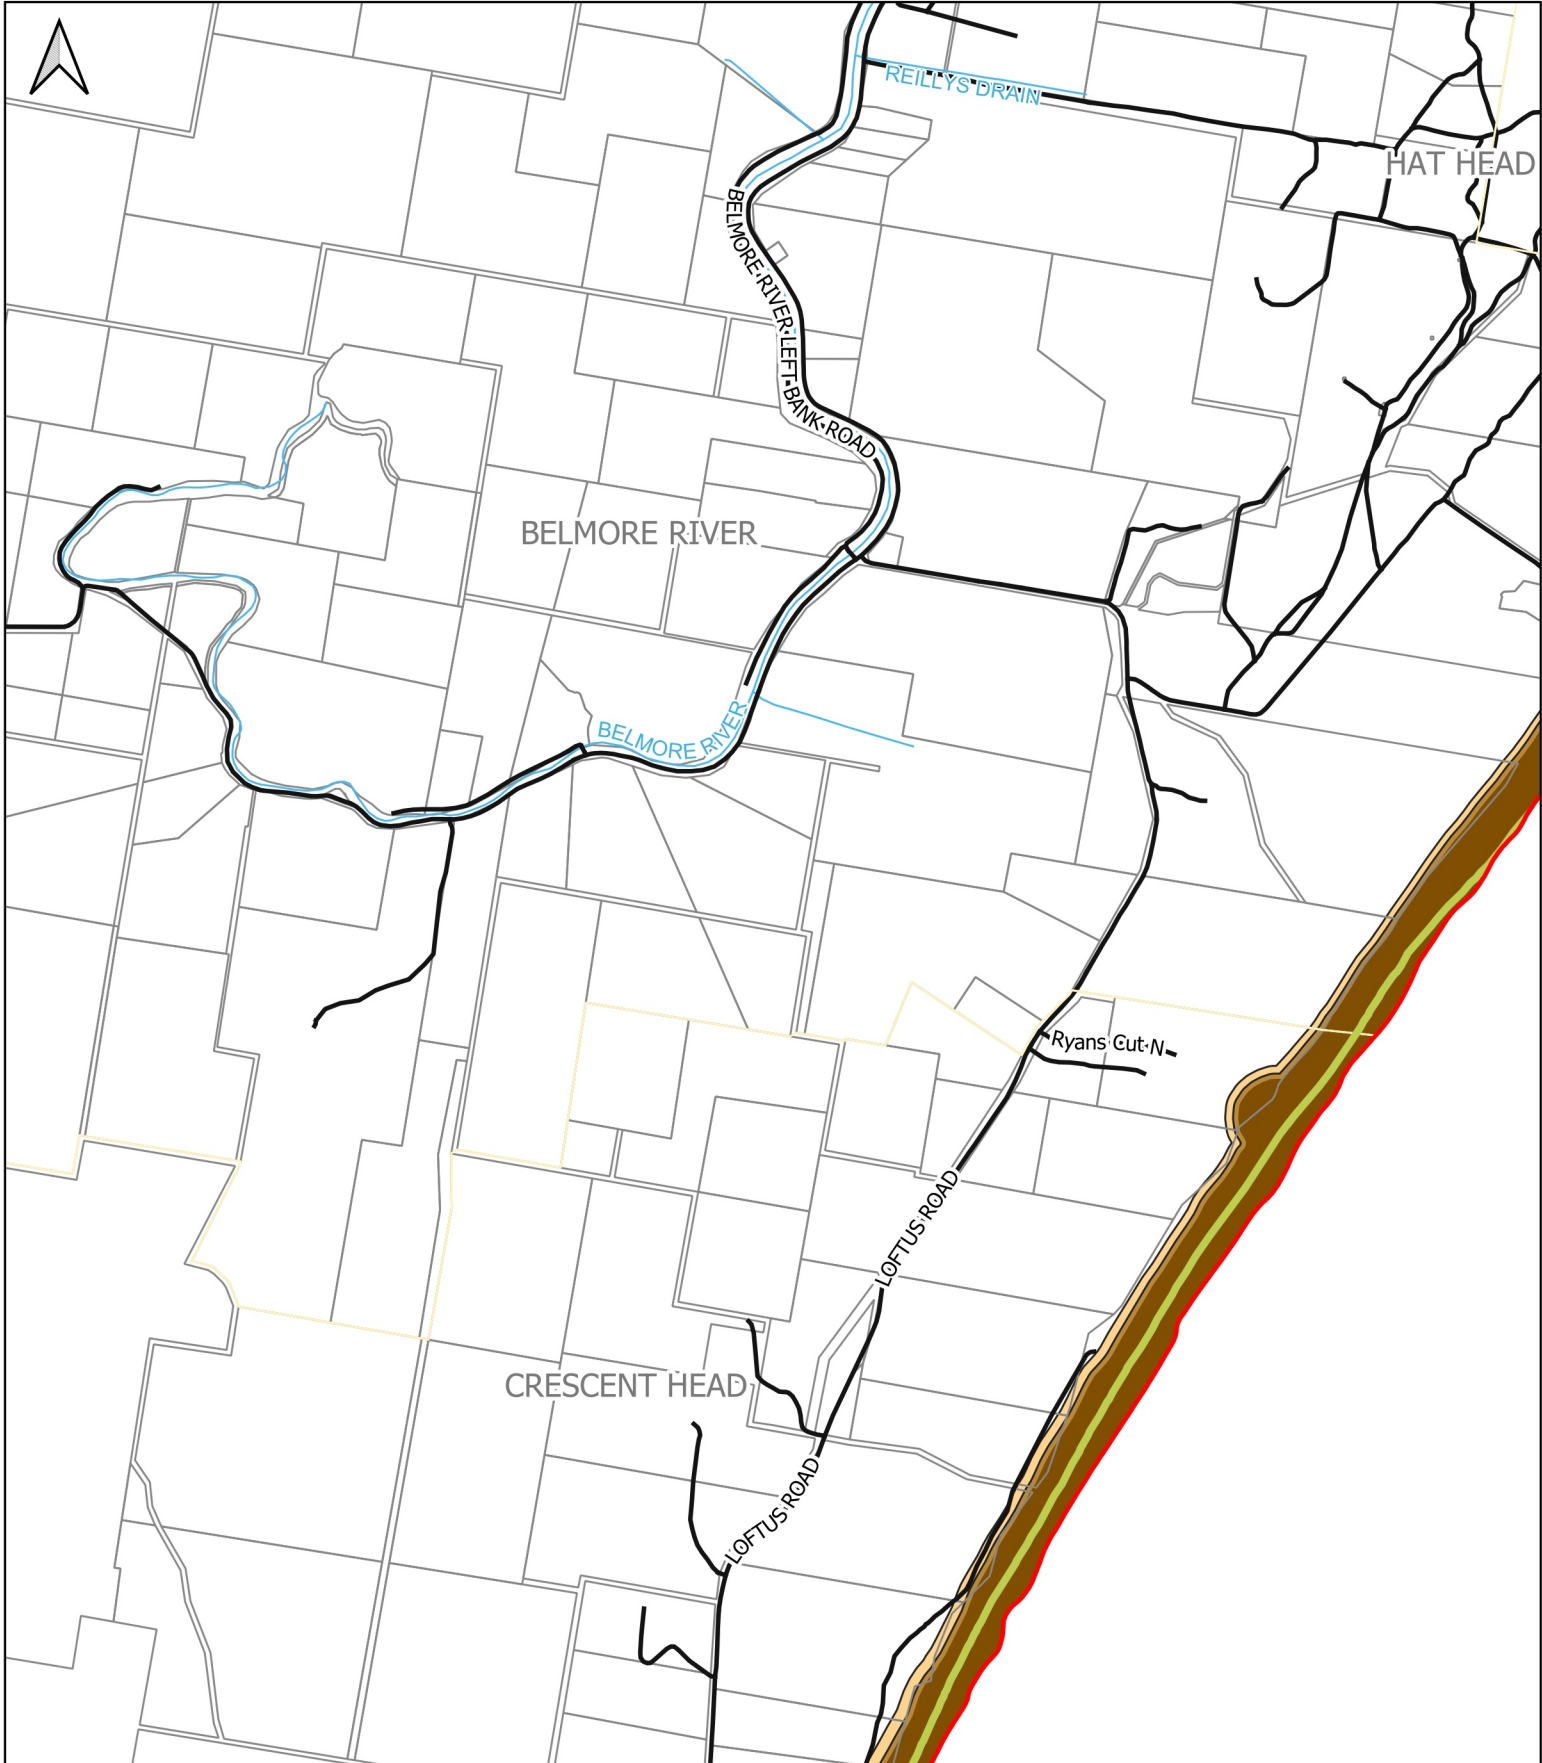 REILLYS DRAIN
HAT HEAD
BELMORE RIVER LEFT BANK ROAD
BELMORE RIVER
BELMORE RIVER
Ryans Cut N
LOFTUS ROAD
CRESCENT HEAD
LOFTUS ROAD